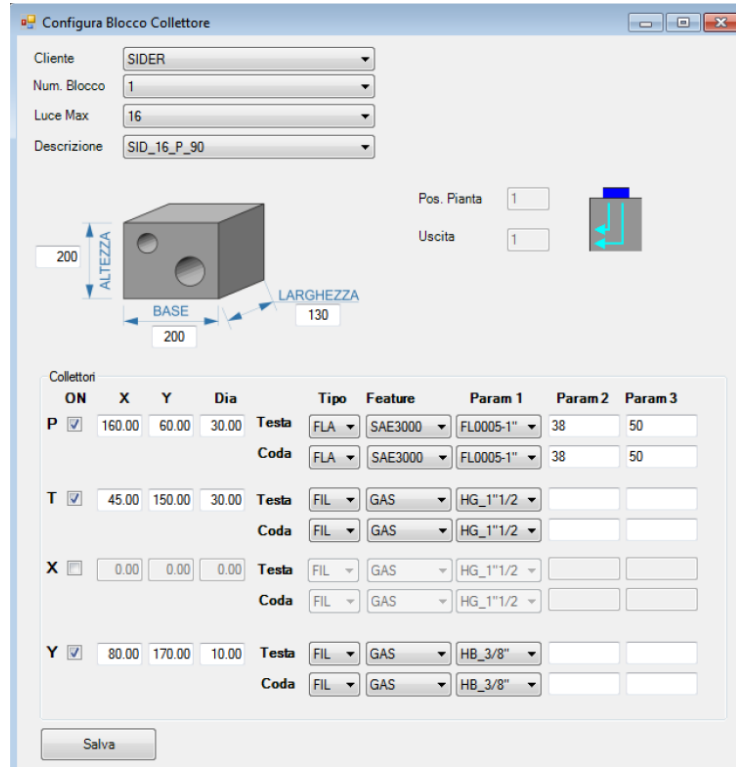 Configura Blocco Collettore
Cliente SIDER
Num. Blocco 1
Luce Max 16
Descrizione SID_16_P_90
Pos. Pianta 1
Uscita 1
200 ALTEZZA
BASE LARGHEZZA
200 130
Collettori
ON X Y Dia Tipo Feature Param 1 Param 2 Param 3
P 160.00 60.00 30.00 Testa FLA SAE3000 FL0005-1" 38 50
Coda FLA SAE3000 FL0005-1" 38 50
T 45.00 150.00 30.00 Testa FIL GAS HG_1"1/2
Coda FIL GAS HG_1"1/2
X 0.00 0.00 0.00 Testa FIL GAS HG_1"1/2
Coda FIL GAS HG_1"1/2
Y 80.00 170.00 10.00 Testa FIL GAS HB_3/8"
Coda FIL GAS HB_3/8"
Salva